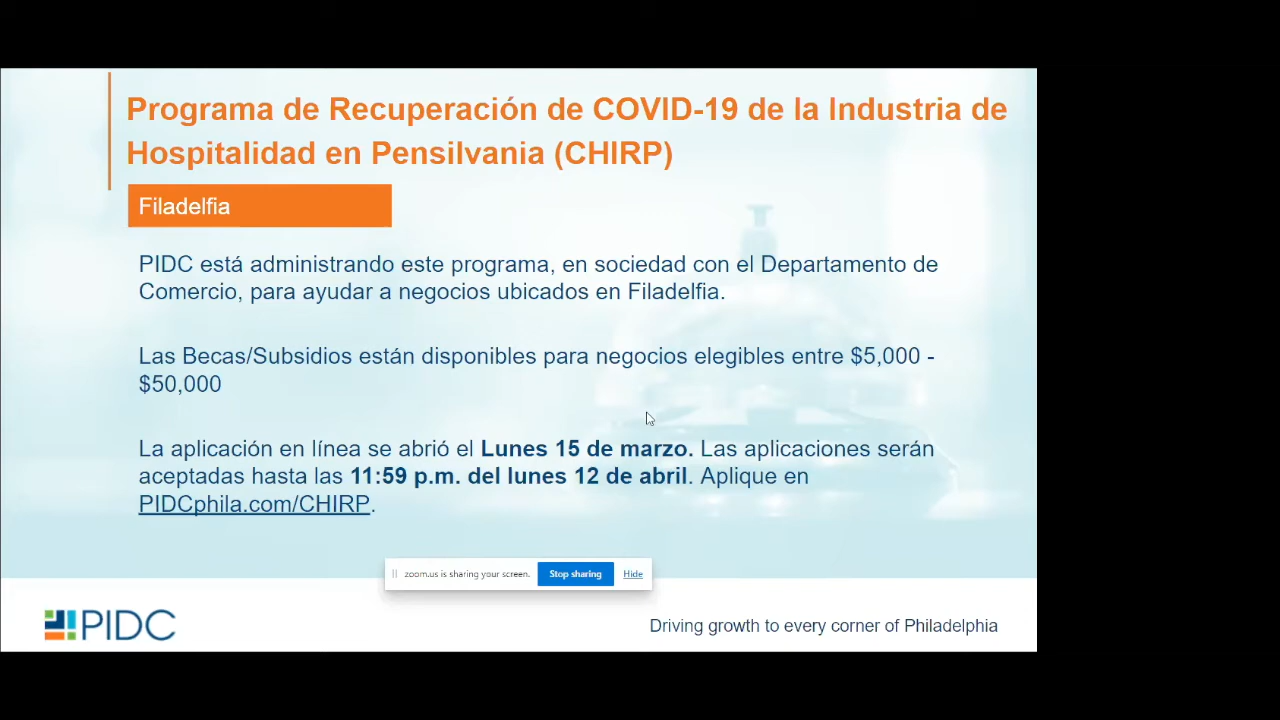 Programa de Recuperación de COVID-19 de la Industria de
Hospitalidad en Pensilvania (CHIRP)
Filadelfia
PIDC está administrando este programa, en sociedad con el Departamento de
Comercio, para ayudar a negocios ubicados en Filadelfia.
Las Becas/Subsidios están disponibles para negocios elegibles entre $5,000 -
$50,000
La aplicación en línea se abrió el Lunes 15 de marzo. Las aplicaciones serán
aceptadas hasta las 11:59 p.m. del lunes 12 de abril. Aplique en
PIDCphila.com/CHIRP.
zoom.us is sharing your screen. Stop sharing Hide
PIDC
Driving growth to every corner of Philadelphia